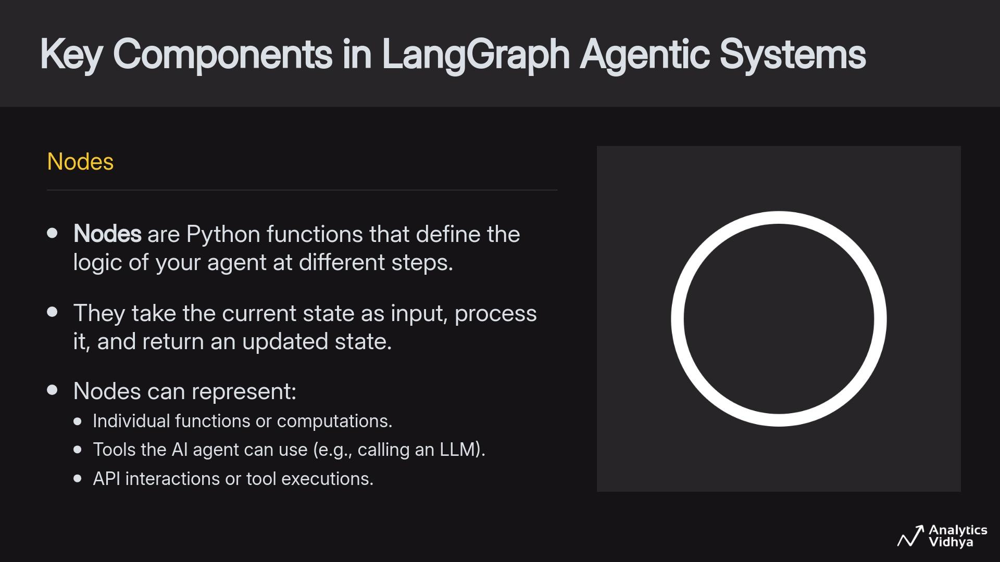 Key Components in LangGraph Agentic Systems
Nodes
Nodes are Python functions that define the
logic of your agent at different steps.
They take the current state as input, process
it, and return an updated state.
Nodes can represent:
Individual functions or computations.
Tools the AI agent can use (e.g., calling an LLM).
API interactions or tool executions.
Analytics
Vidhya